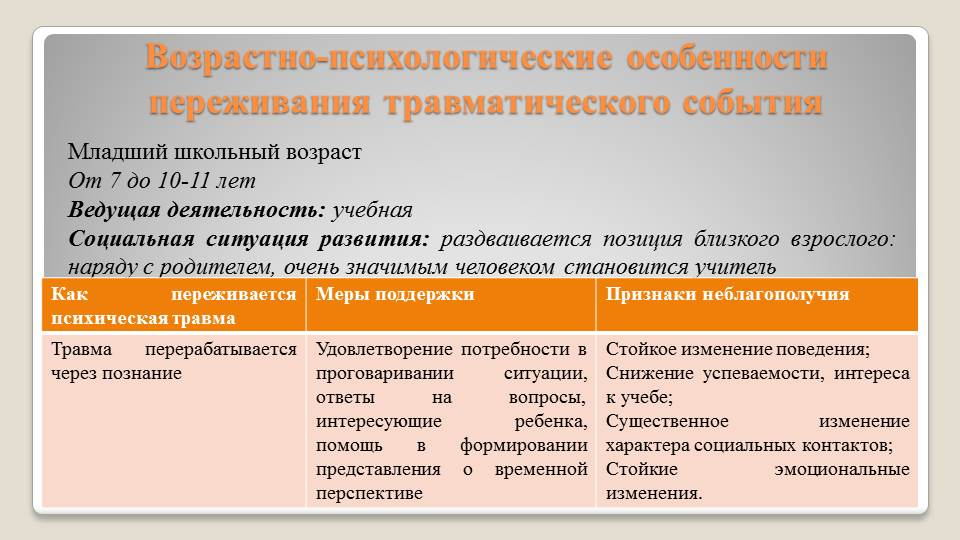 Возрастно-психологические особенности
переживания травматического события
Младший школьный возраст
От 7 до 10-11 лет
Ведущая деятельность: учебная
Социальная ситуация развития: раздваивается позиция близкого взрослого:
наряду с родителем, очень значимым человеком становится учитель
Как переживается
психическая травма
Меры поддержки
Признаки неблагополучия
Травма перерабатывается
через познание
Удовлетворение потребности в
проговаривании ситуации,
ответы на вопросы,
интересующие ребенка,
помощь в формировании
представления о временной
перспективе
Стойкое изменение поведения;
Снижение успеваемости, интереса
к учебе;
Существенное изменение
характера социальных контактов;
Стойкие эмоциональные
изменения.